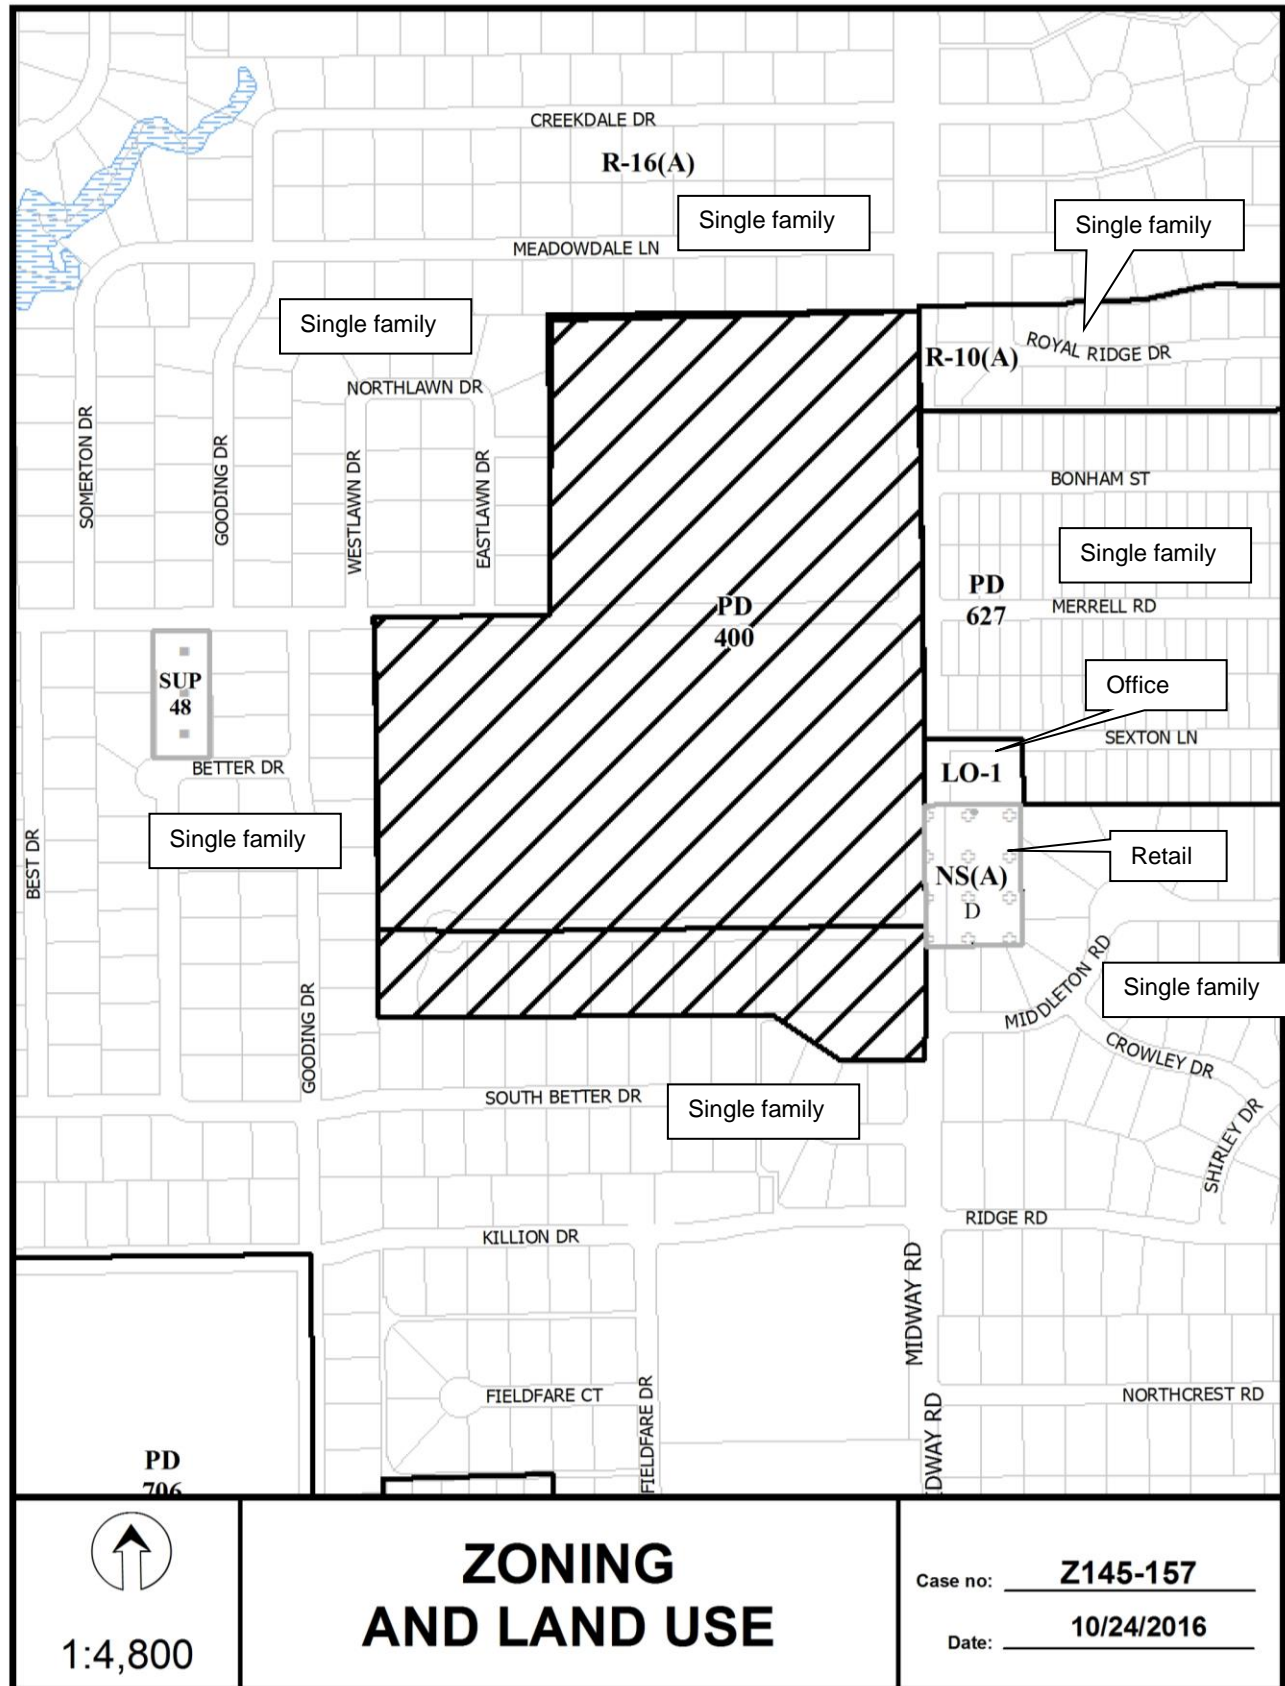 CREEKDALE DR
R-16(A)
Single family
Single family
MEADOWDALE LN
Single family
ROYAL RIDGE DR
R-10(A)
NORTHLAWN DR
SOMERTON DR
GOODING DR
WESTLAWN DR
EASTLAWN DR
BONHAM ST
Single family
PD
627
MERRELL RD
PD
400
SUP
48
Office
SEXTON LN
BETTER DR
LO-1
Single family
Retail
BEST DR
NS(A)
D
MIDDLETON RD
Single family
GOODING DR
CROWLEY DR
SOUTH BETTER DR
Single family
SHIRLEY DR
RIDGE RD
KILLION DR
MIDWAY RD
FIELDFARE CT
FIELDFARE DR
NORTHCREST RD
IDWAY RD
PD
706
1:4,800
ZONING
AND LAND USE
Case no: Z145-157
Date: 10/24/2016